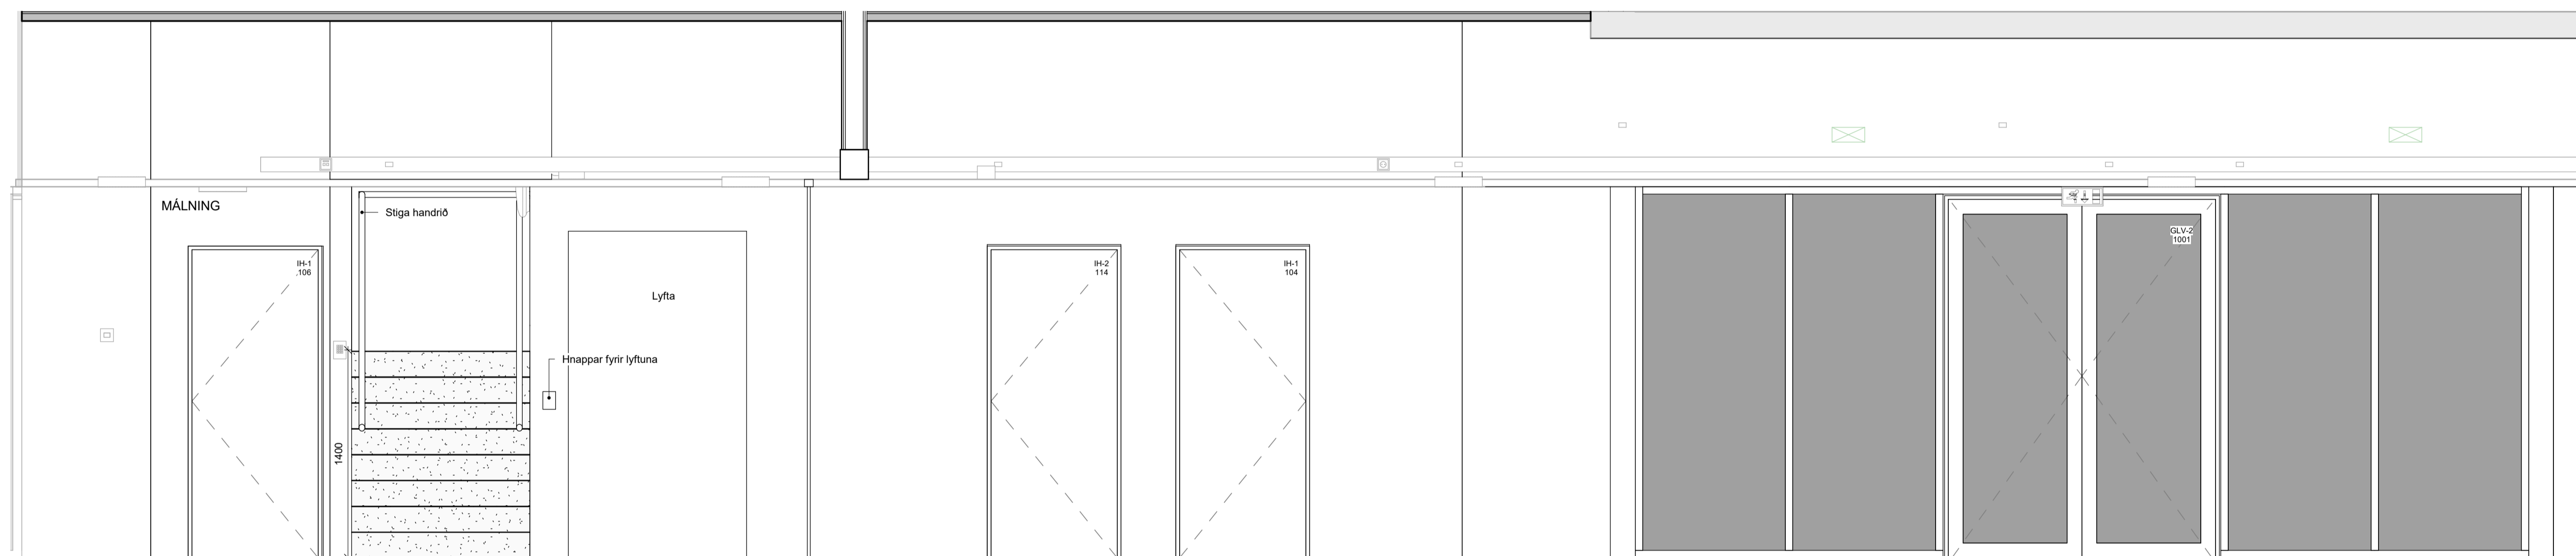 MÁLNING
Stiga handrið
IH-1
106
Lyfta
Hnappar fyrir lyftuna
1400
IH-2
114
IH-1
104
GLV-2
1001